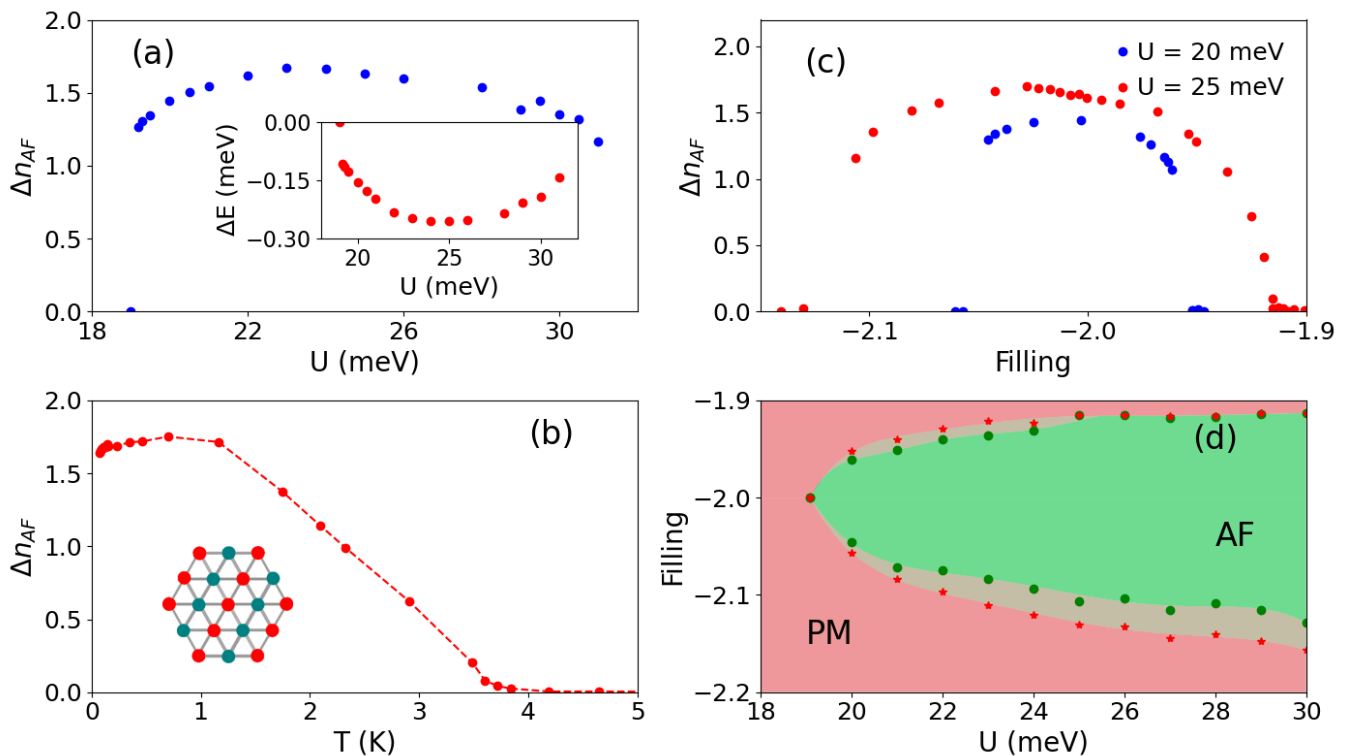 2.0
1.5
1.0
0.5
0.0
Δn_AF
(a)
0.00
−0.15
−0.30
ΔE (meV)
20 25 30
U (meV)
18 22 26 30
U (meV)
2.0
1.5
1.0
0.5
0.0
Δn_AF
(c)
U = 20 meV
U = 25 meV
−2.1 −2.0 −1.9
Filling
2.0
1.5
1.0
0.5
0.0
Δn_AF
(b)
0 1 2 3 4 5
T (K)
−1.9
−2.0
−2.1
−2.2
Filling
(d)
AF
PM
18 20 22 24 26 28 30
U (meV)